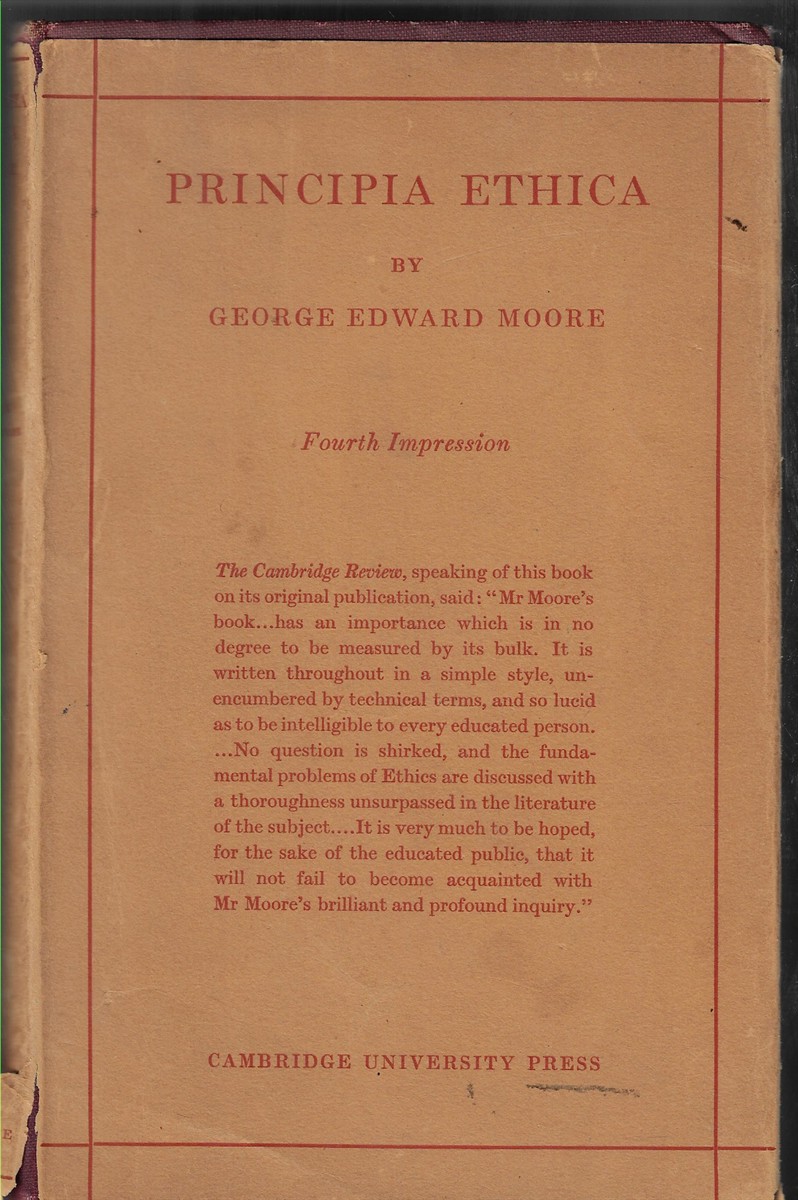 PRINCIPIA ETHICA
BY
GEORGE EDWARD MOORE
Fourth Impression
The Cambridge Review, speaking of this book
on its original publication, said: “Mr Moore’s
book...has an importance which is in no
degree to be measured by its bulk. It is
written throughout in a simple style, un-
encumbered by technical terms, and so lucid
as to be intelligible to every educated person.
...No question is shirked, and the funda-
mental problems of Ethics are discussed with
a thoroughness unsurpassed in the literature
of the subject....It is very much to be hoped,
for the sake of the educated public, that it
will not fail to become acquainted with
Mr Moore’s brilliant and profound inquiry.”
CAMBRIDGE UNIVERSITY PRESS